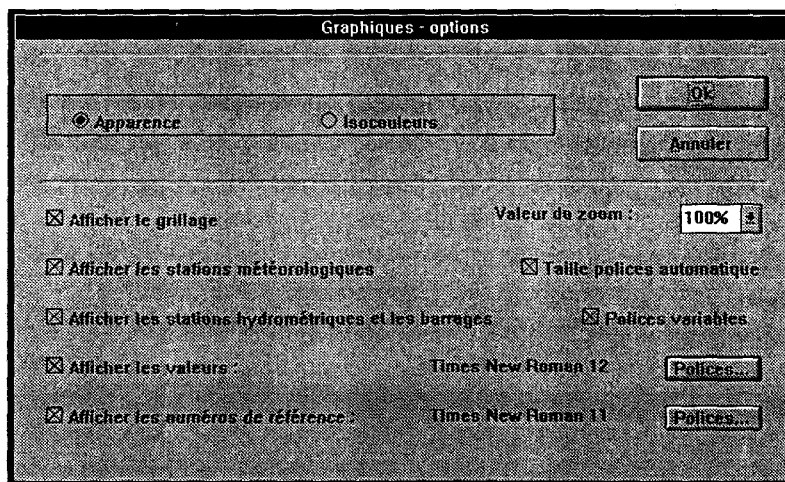 Graphiques - options
Apparence
Isocouleurs
Ok
Annuler
Afficher le grillage
Valeur du zoom :
100%
Afficher les stations météorologiques
Taille polices automatique
Afficher les stations hydrométriques et les barrages
Polices variables
Afficher les valeurs :
Times New Roman 12
Polices...
Afficher les numéros de référence :
Times New Roman 11
Polices...